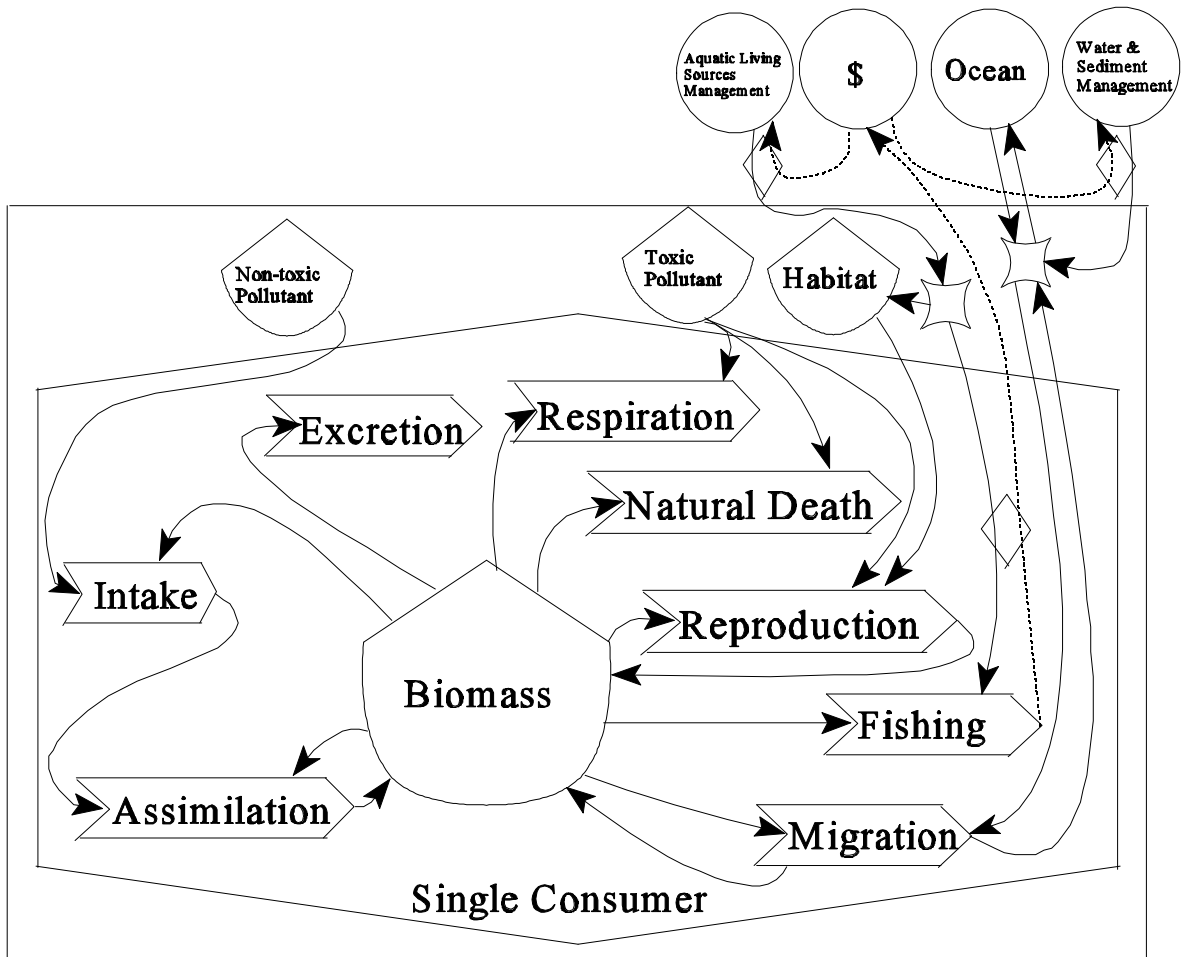 Aquatic Living
Sources
Management
$
Ocean
Water &
Sediment
Management
Non-toxic
Pollutant
Toxic
Pollutant
Habitat
Excretion
Respiration
Natural Death
Intake
Reproduction
Biomass
Fishing
Assimilation
Migration
Single Consumer